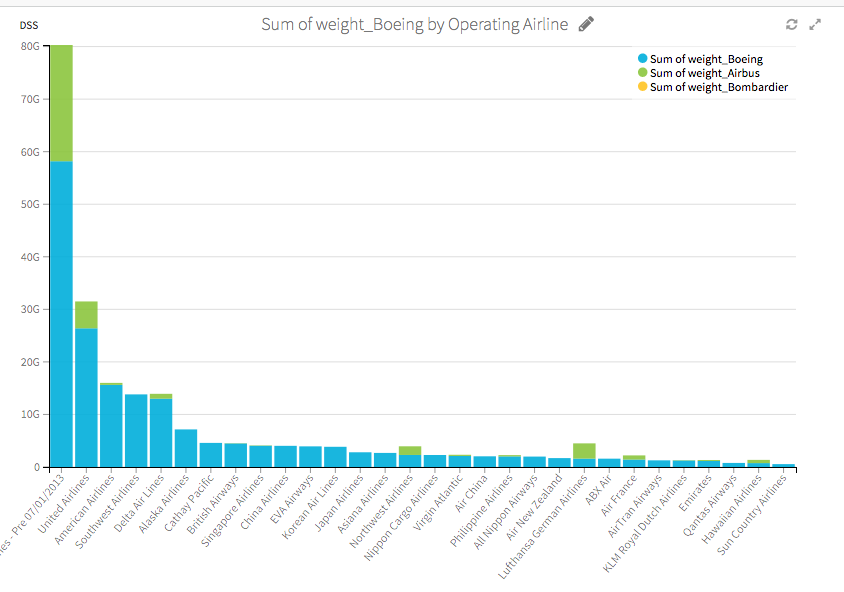 DSS
Sum of weight_Boeing by Operating Airline
Sum of weight_Boeing
Sum of weight_Airbus
Sum of weight_Bombardier
80G
70G
60G
50G
40G
30G
20G
10G
0
- Pre 07/01/2013
United Airlines
American Airlines
Southwest Airlines
Delta Air Lines
Alaska Airlines
Cathay Pacific
British Airways
Singapore Airlines
China Airlines
EVA Airways
Korean Air Lines
Japan Airlines
Asiana Airlines
Northwest Airlines
Nippon Cargo Airlines
Virgin Atlantic
Air China
Philippine Airlines
All Nippon Airways
Air New Zealand
Lufthansa German Airlines
ABX Air
Air France
AirTran Airways
KLM Royal Dutch Airlines
Emirates
Qantas Airways
Hawaiian Airlines
Sun Country Airlines